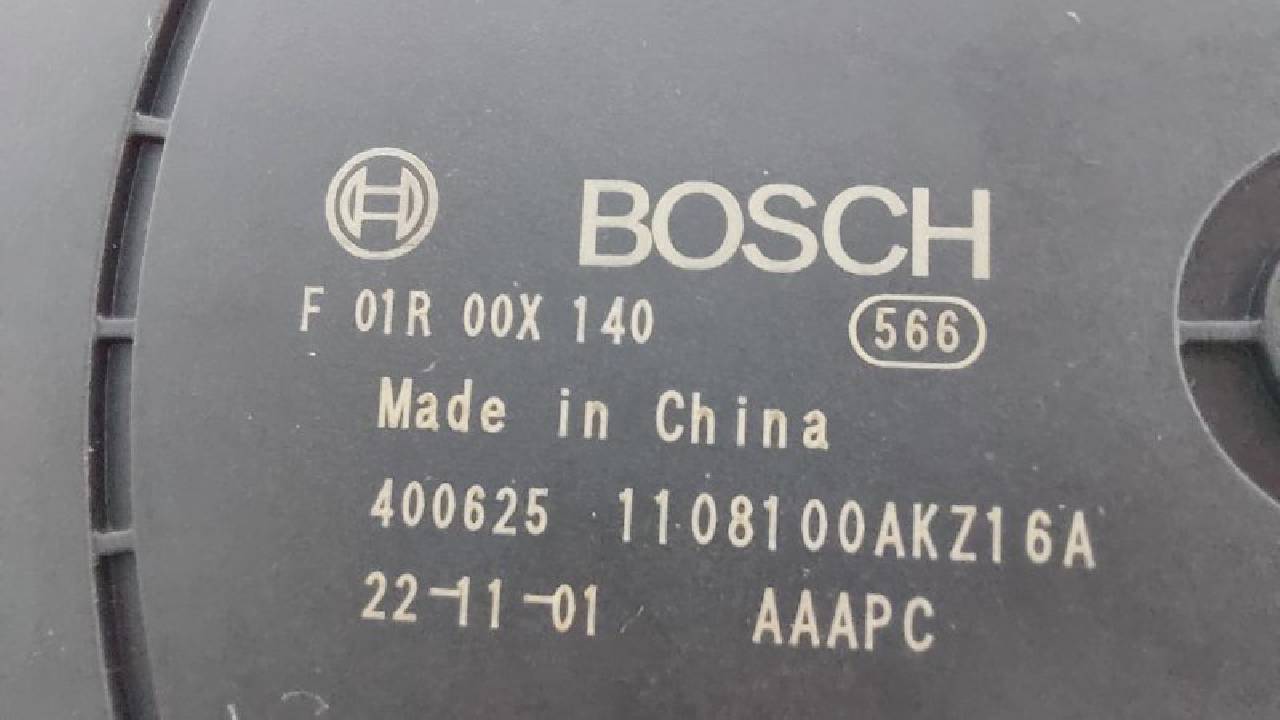 BOSCH
F 01R 00X 140 566
Made in China
400625 1108100AKZ16A
22-11-01 AAAPC